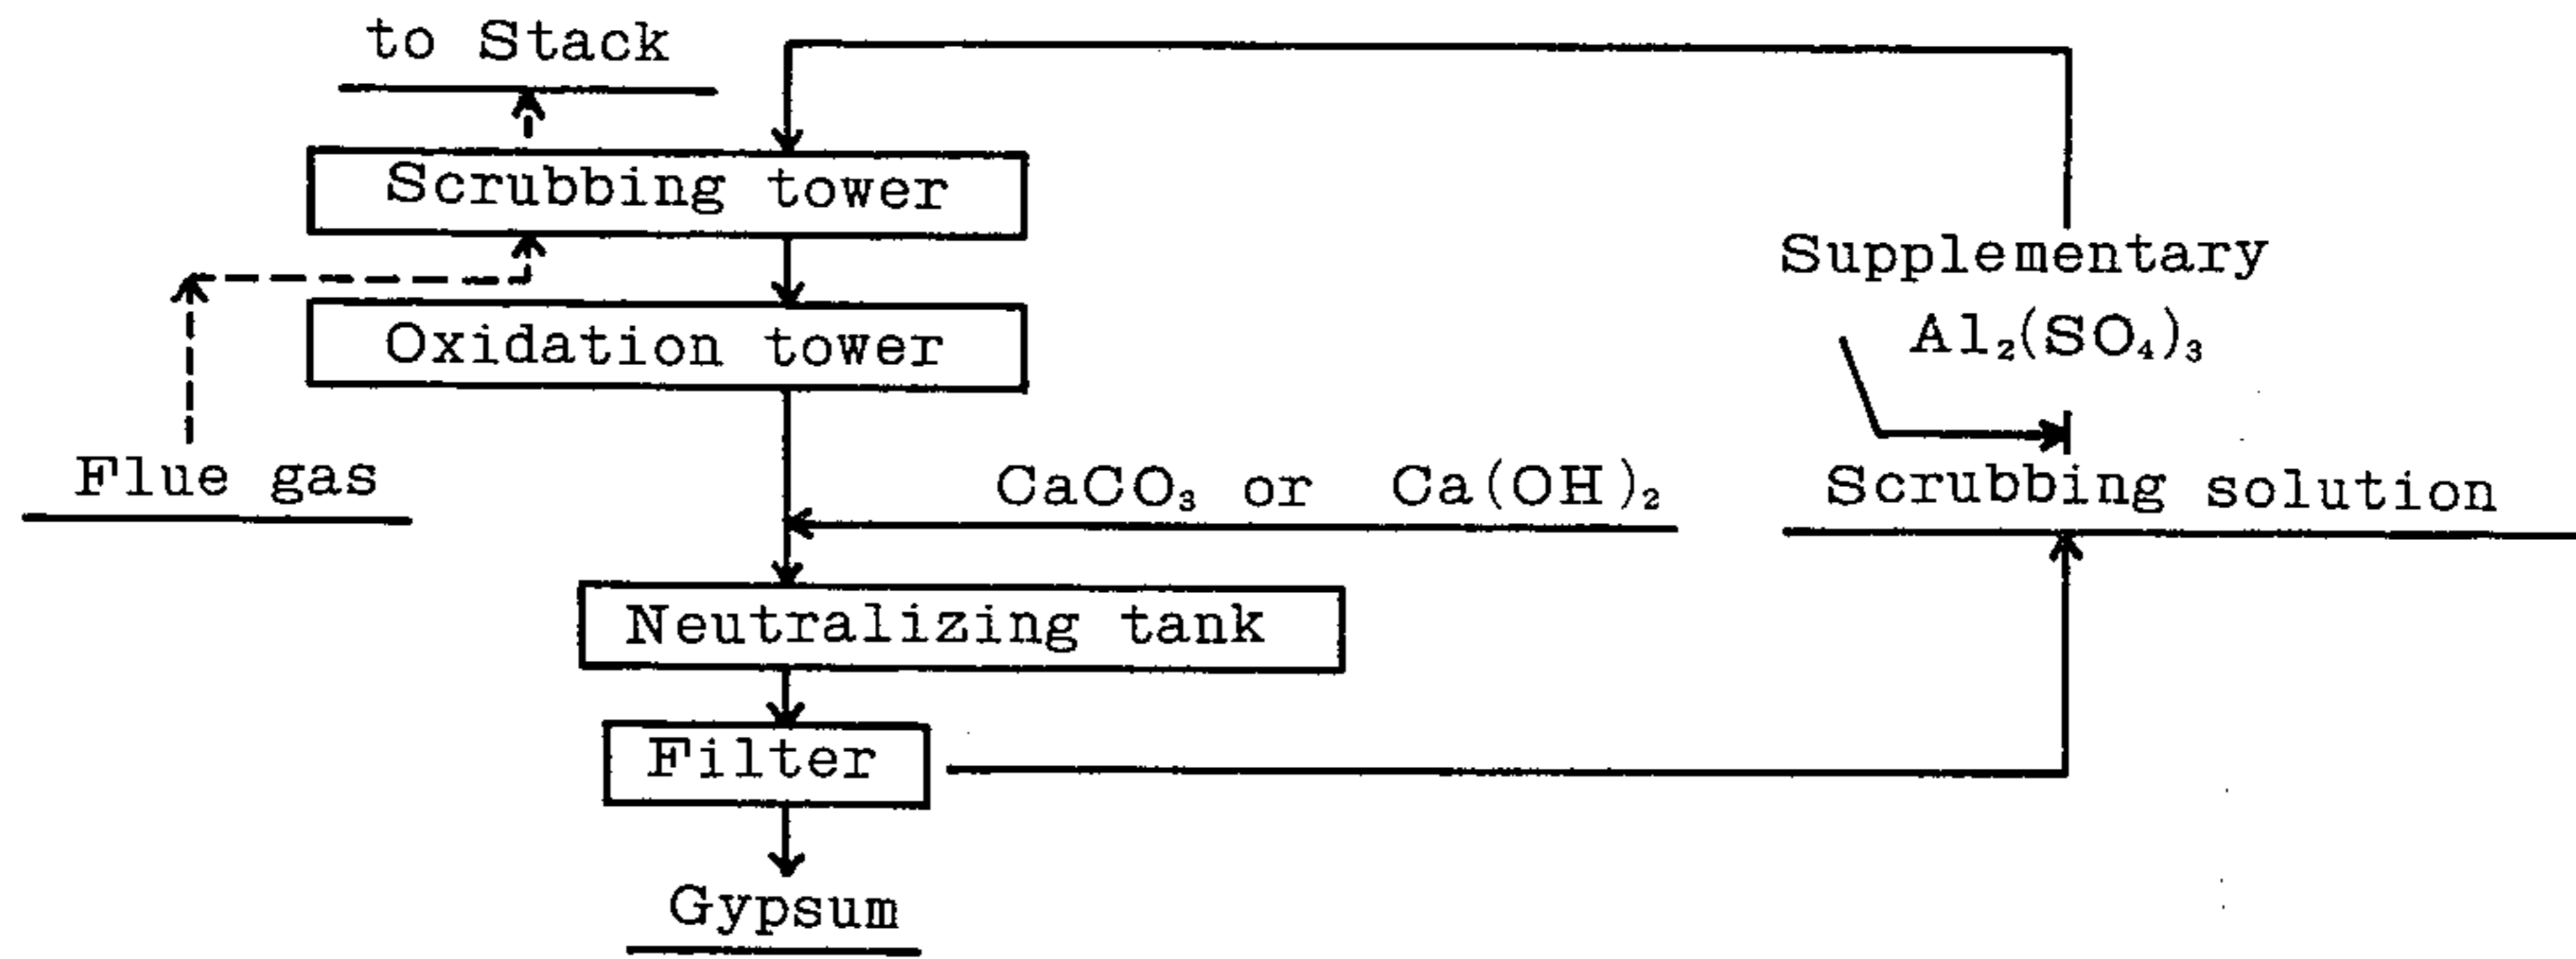 to Stack
Scrubbing tower
Supplementary
Al₂(SO₄)₃
Oxidation tower
Flue gas
CaCO₃ or Ca(OH)₂
Scrubbing solution
Neutralizing tank
Filter
Gypsum